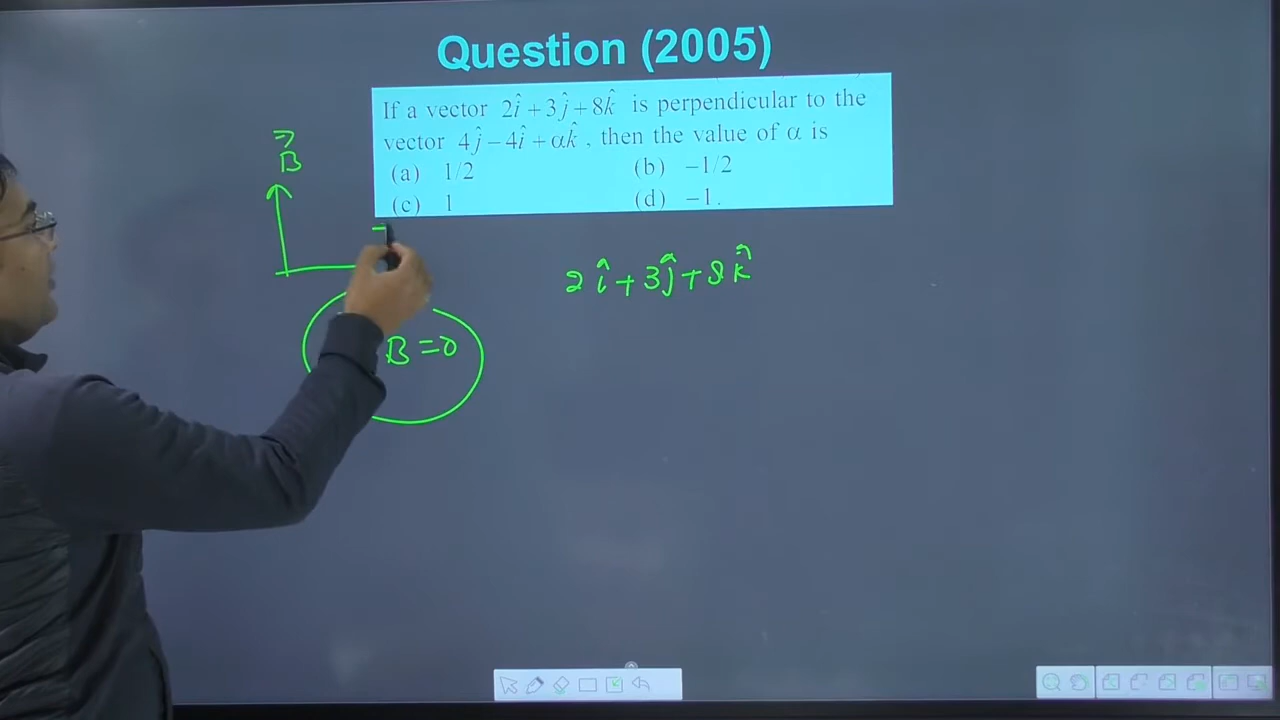 Question (2005)
If a vector 2î + 3ĵ + 8k̂ is perpendicular to the
vector 4ĵ − 4î + αk̂ , then the value of α is
(a) 1/2 (b) −1/2
(c) 1 (d) −1.
B⃗
2î + 3ĵ + 8k̂
B = 0